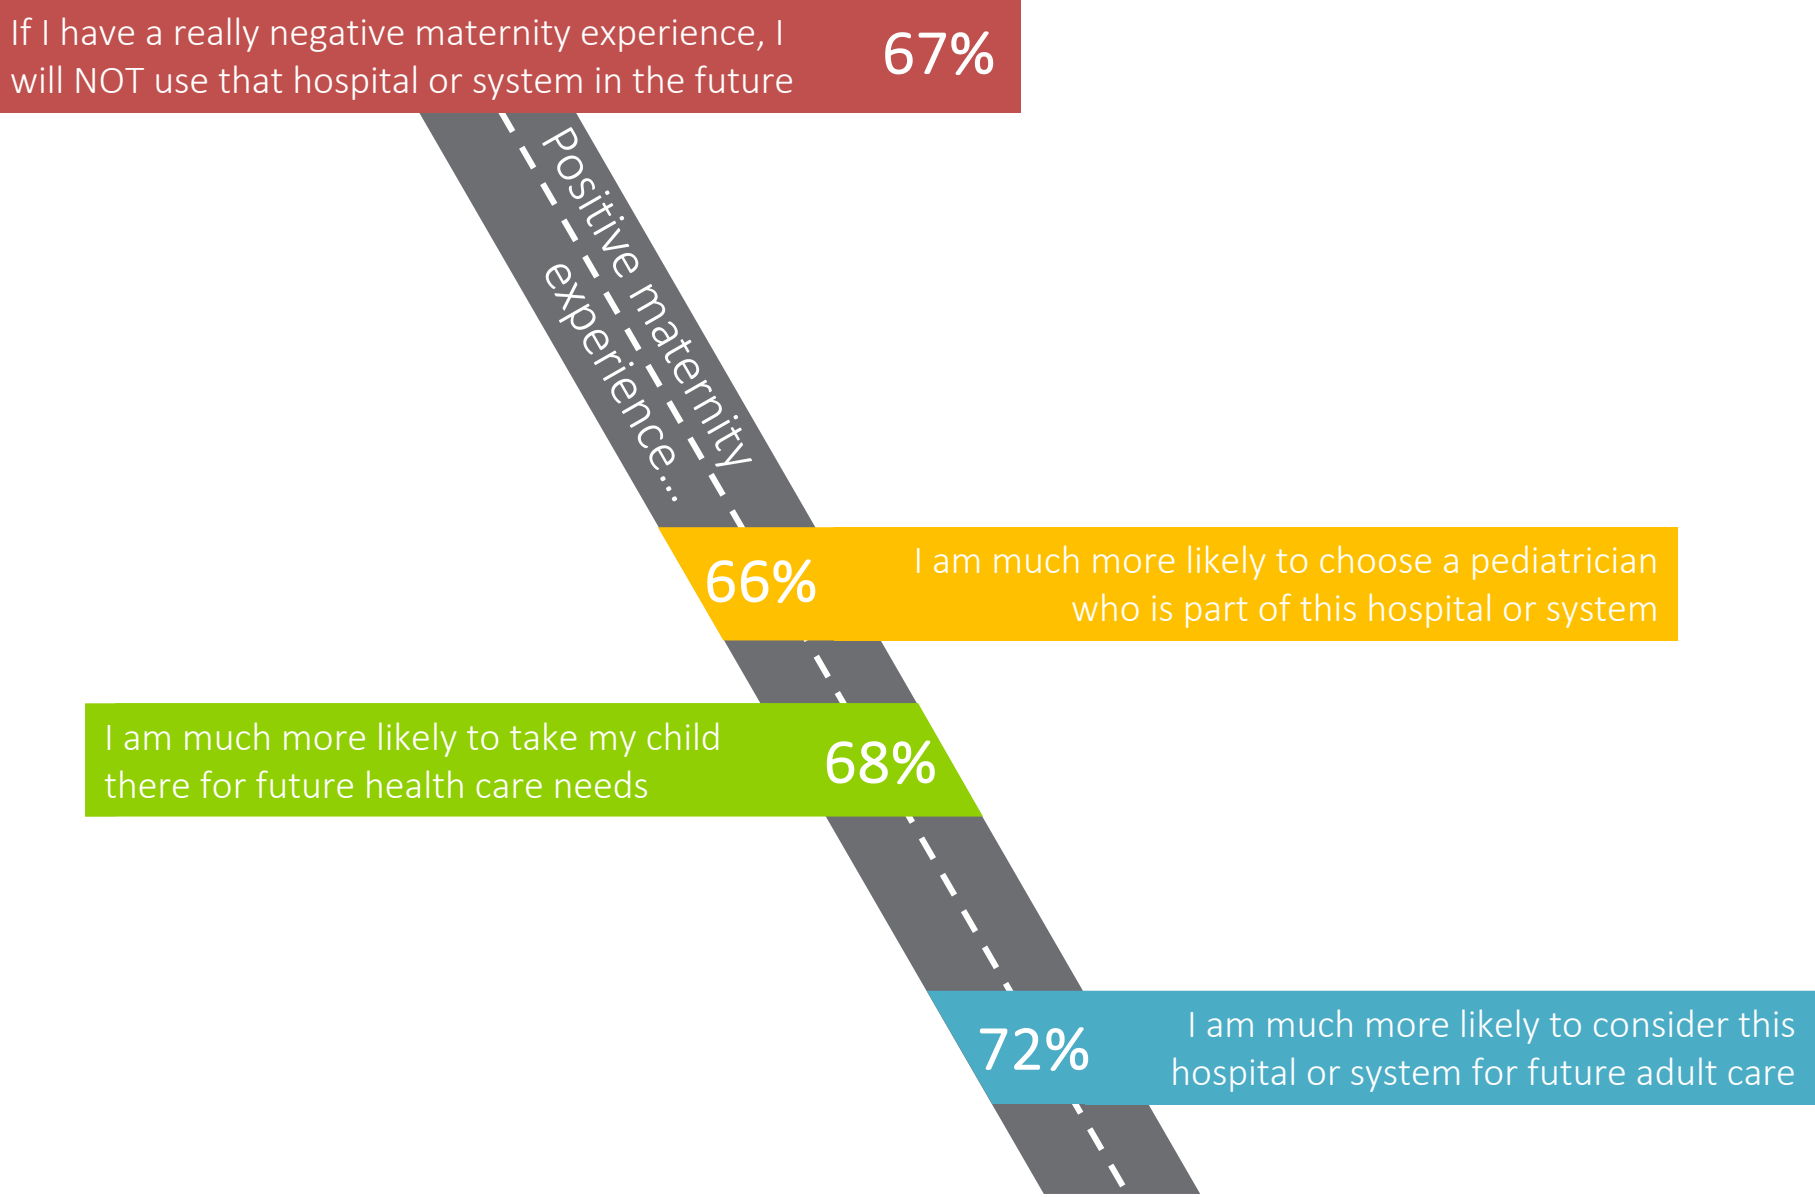 If I have a really negative maternity experience, I
will NOT use that hospital or system in the future
67%
Positive maternity
experience...
66%
I am much more likely to choose a pediatrician
who is part of this hospital or system
I am much more likely to take my child
there for future health care needs
68%
72%
I am much more likely to consider this
hospital or system for future adult care